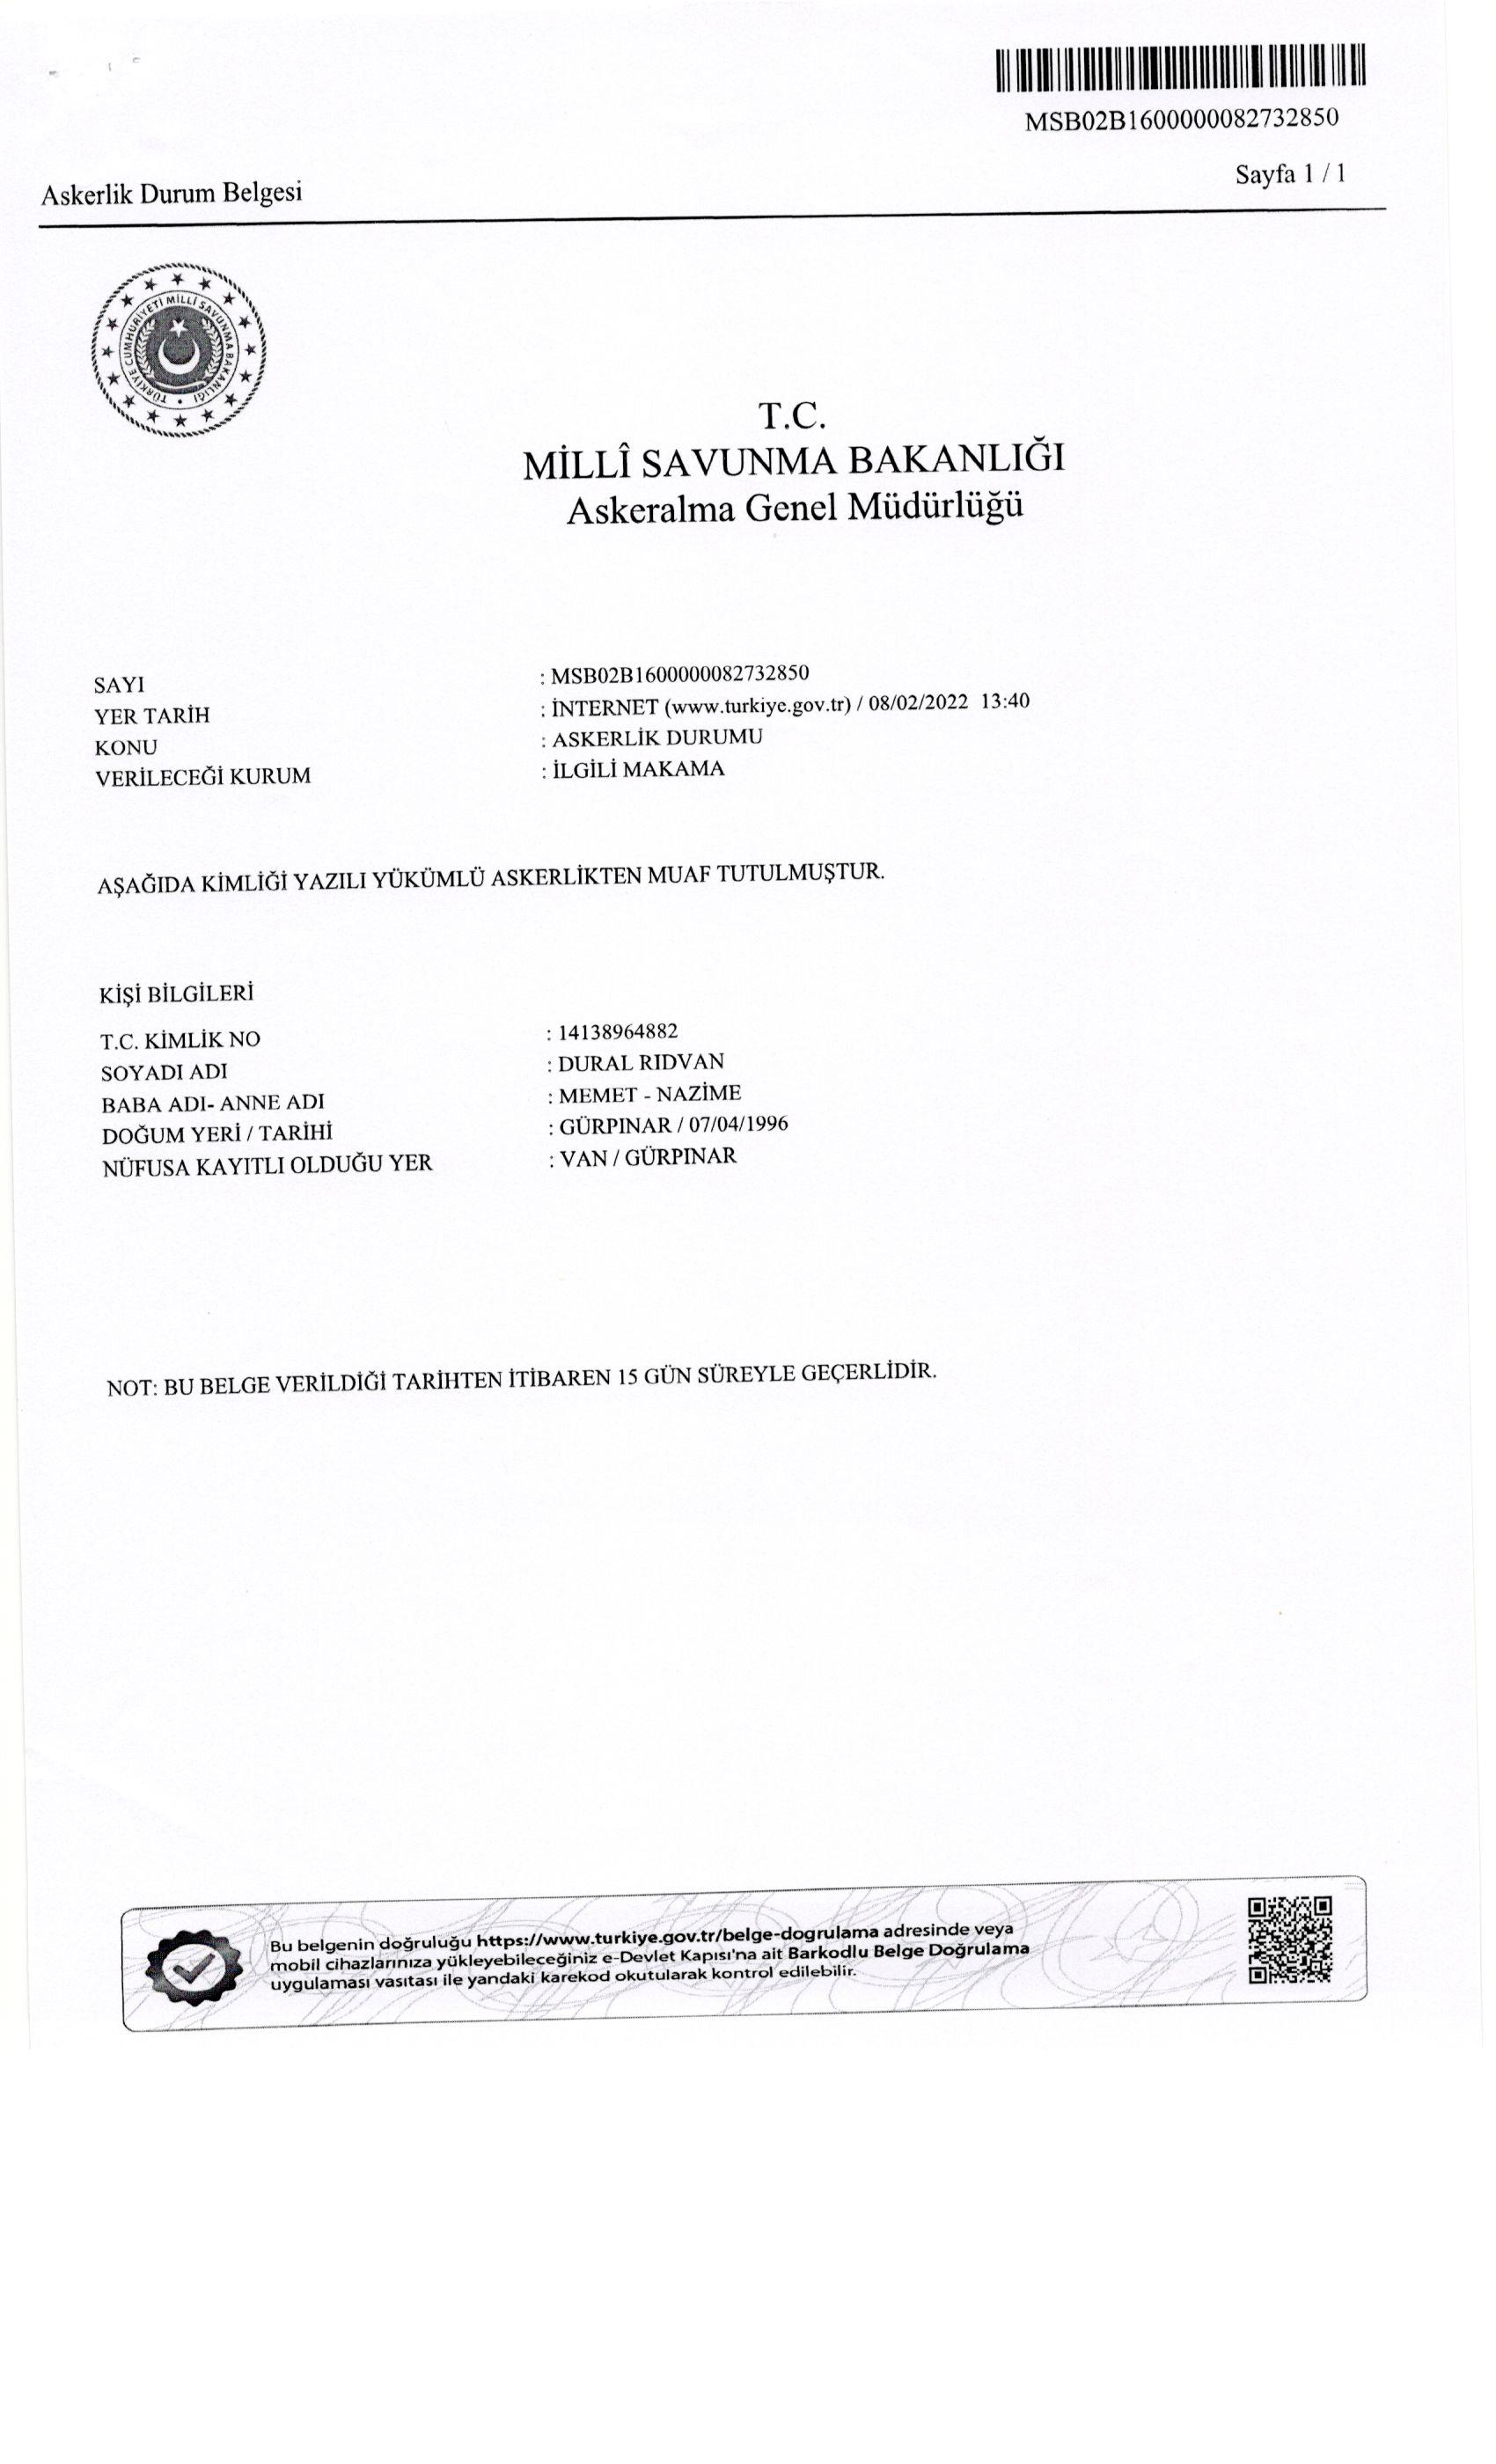 MSB02B1600000082732850
Sayfa 1 / 1
Askerlik Durum Belgesi
TÜRKİYE CUMHURİYETİ MİLLÎ SAVUNMA BAKANLIĞI
T.C.
MİLLÎ SAVUNMA BAKANLIĞI
Askeralma Genel Müdürlüğü
SAYI : MSB02B1600000082732850
YER TARİH : İNTERNET (www.turkiye.gov.tr) / 08/02/2022 13:40
KONU : ASKERLİK DURUMU
VERİLECEĞİ KURUM : İLGİLİ MAKAMA
AŞAĞIDA KİMLİĞİ YAZILI YÜKÜMLÜ ASKERLİKTEN MUAF TUTULMUŞTUR.
KİŞİ BİLGİLERİ
T.C. KİMLİK NO : 14138964882
SOYADI ADI : DURAL RIDVAN
BABA ADI- ANNE ADI : MEMET - NAZİME
DOĞUM YERİ / TARİHİ : GÜRPINAR / 07/04/1996
NÜFUSA KAYITLI OLDUĞU YER : VAN / GÜRPINAR
NOT: BU BELGE VERİLDİĞİ TARİHTEN İTİBAREN 15 GÜN SÜREYLE GEÇERLİDİR.
Bu belgenin doğruluğu https://www.turkiye.gov.tr/belge-dogrulama adresinde veya
mobil cihazlarınıza yükleyebileceğiniz e-Devlet Kapısı'na ait Barkodlu Belge Doğrulama
uygulaması vasıtası ile yandaki karekod okutularak kontrol edilebilir.